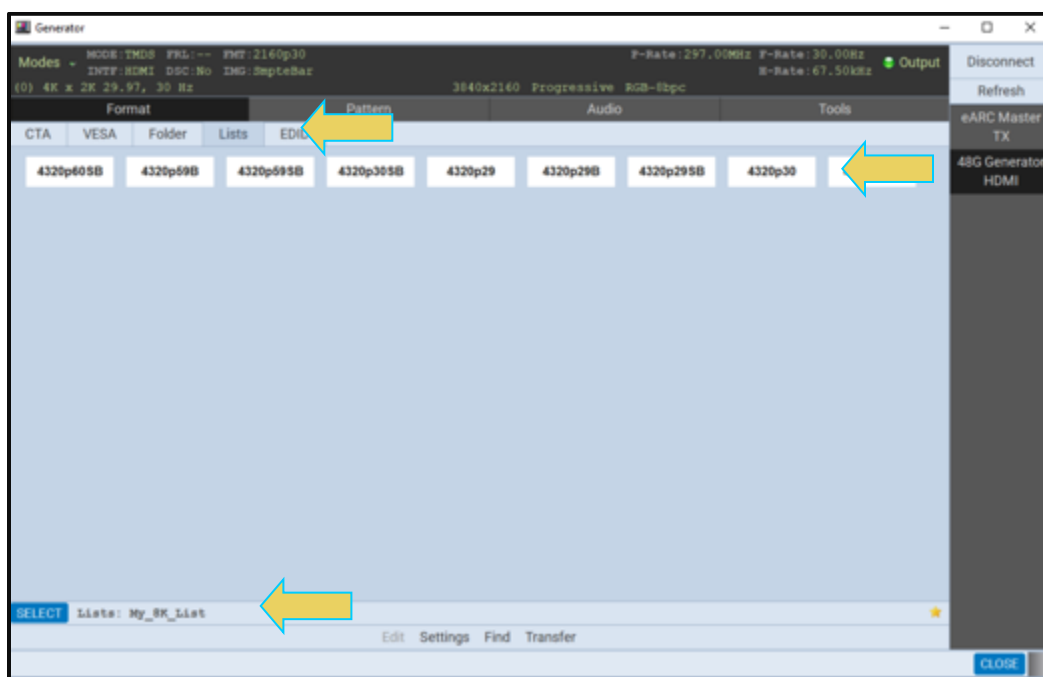 Generator
Modes MODE:TMDS FRL:-- FMT:2160p30 P-Rate:297.00MHz F-Rate:30.00Hz Output
INTF:HDMI DSC:No IMG:SmpteBar H-Rate:67.50kHz
(0) 4K x 2K 29.97, 30 Hz 3840x2160 Progressive RGB-8bpc
Disconnect
Refresh
Format Pattern Audio Tools
CTA VESA Folder Lists EDID
eARC Master
TX
48G Generator
HDMI
4320p60SB 4320p59B 4320p59SB 4320p30SB 4320p29 4320p29B 4320p29SB 4320p30
SELECT Lists: My_8K_List
Edit Settings Find Transfer
CLOSE